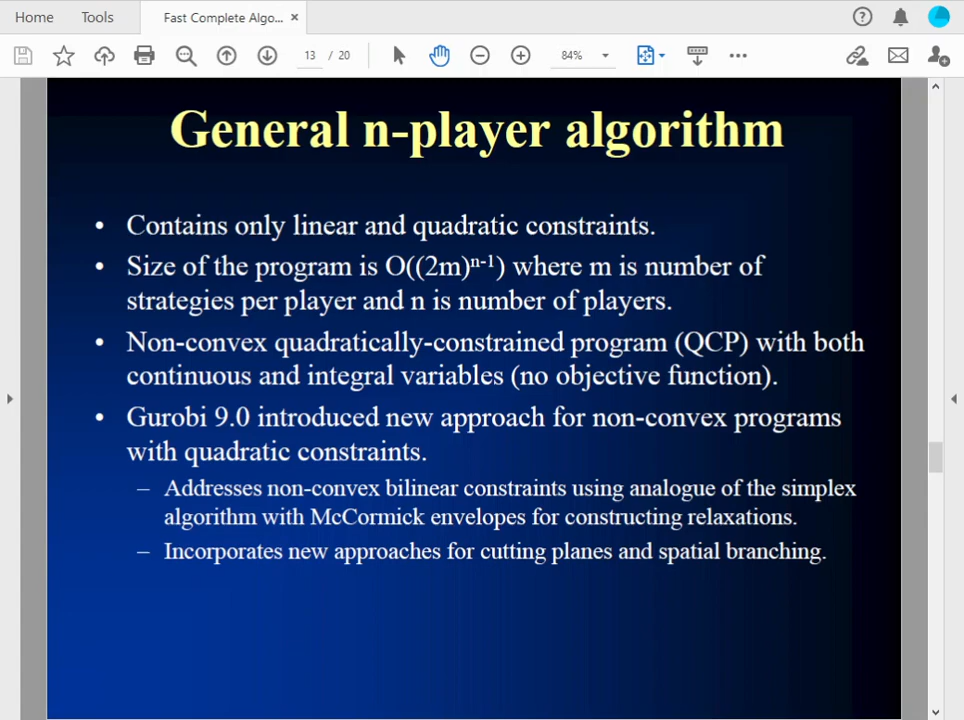 Home Tools Fast Complete Algo... ×
13 / 20 84%
General n-player algorithm
• Contains only linear and quadratic constraints.
• Size of the program is O((2m)ⁿ⁻¹) where m is number of
strategies per player and n is number of players.
• Non-convex quadratically-constrained program (QCP) with both
continuous and integral variables (no objective function).
• Gurobi 9.0 introduced new approach for non-convex programs
with quadratic constraints.
– Addresses non-convex bilinear constraints using analogue of the simplex
algorithm with McCormick envelopes for constructing relaxations.
– Incorporates new approaches for cutting planes and spatial branching.